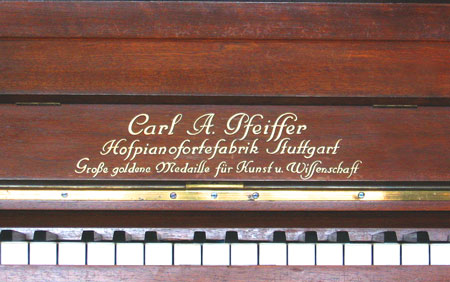 Carl A. Pfeiffer
Hofpianofortefabrik Stuttgart
Große goldene Medaille für Kunst u. Wissenschaft